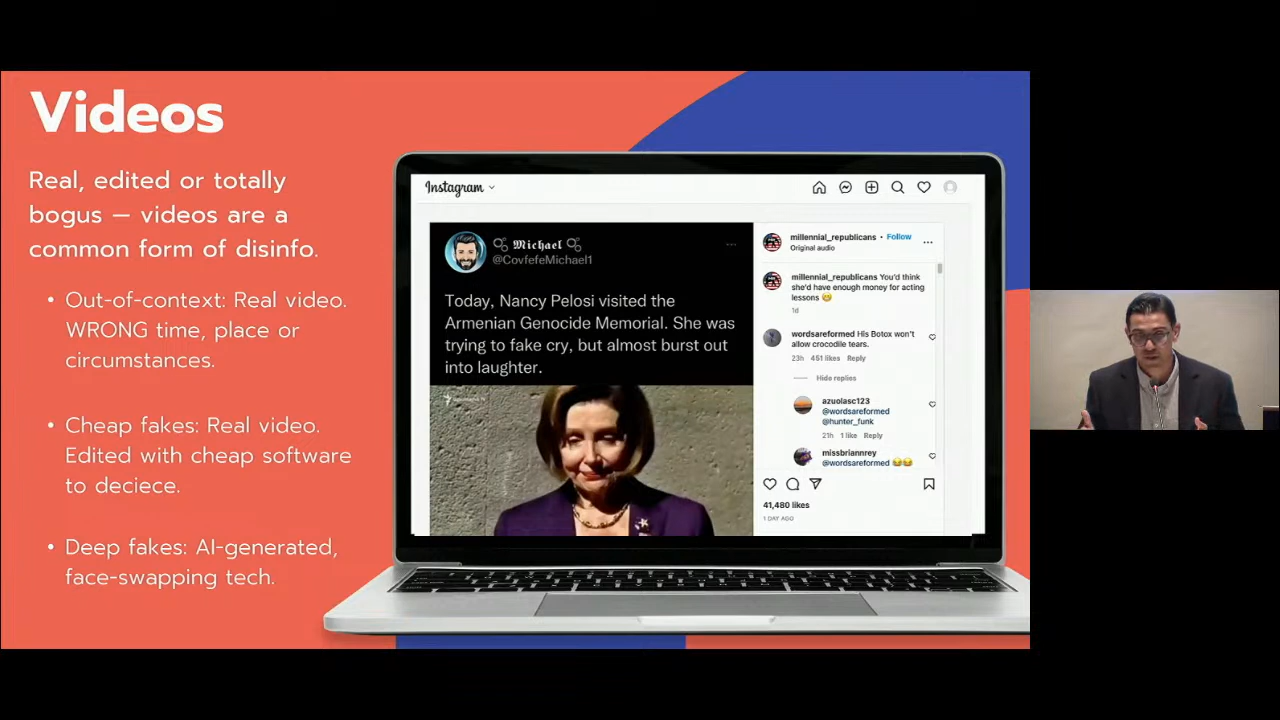 Videos
Real, edited or totally
bogus — videos are a
common form of disinfo.
• Out-of-context: Real video.
WRONG time, place or
circumstances.
• Cheap fakes: Real video.
Edited with cheap software
to deciece.
• Deep fakes: AI-generated,
face-swapping tech.
Instagram
Michael
@CovfefeMichael1
Today, Nancy Pelosi visited the
Armenian Genocide Memorial. She was
trying to fake cry, but almost burst out
into laughter.
millennial_republicans • Follow
Original audio
millennial_republicans You'd think
she'd have enough money for acting
lessons 🤭
1d
wordsareformed His Botox won't
allow crocodile tears.
23h 451 likes Reply
Hide replies
azuolasc123
@wordsareformed
@hunter_funk
21h 1 like Reply
missbriannrey
@wordsareformed 😂😂
41,480 likes
1 DAY AGO